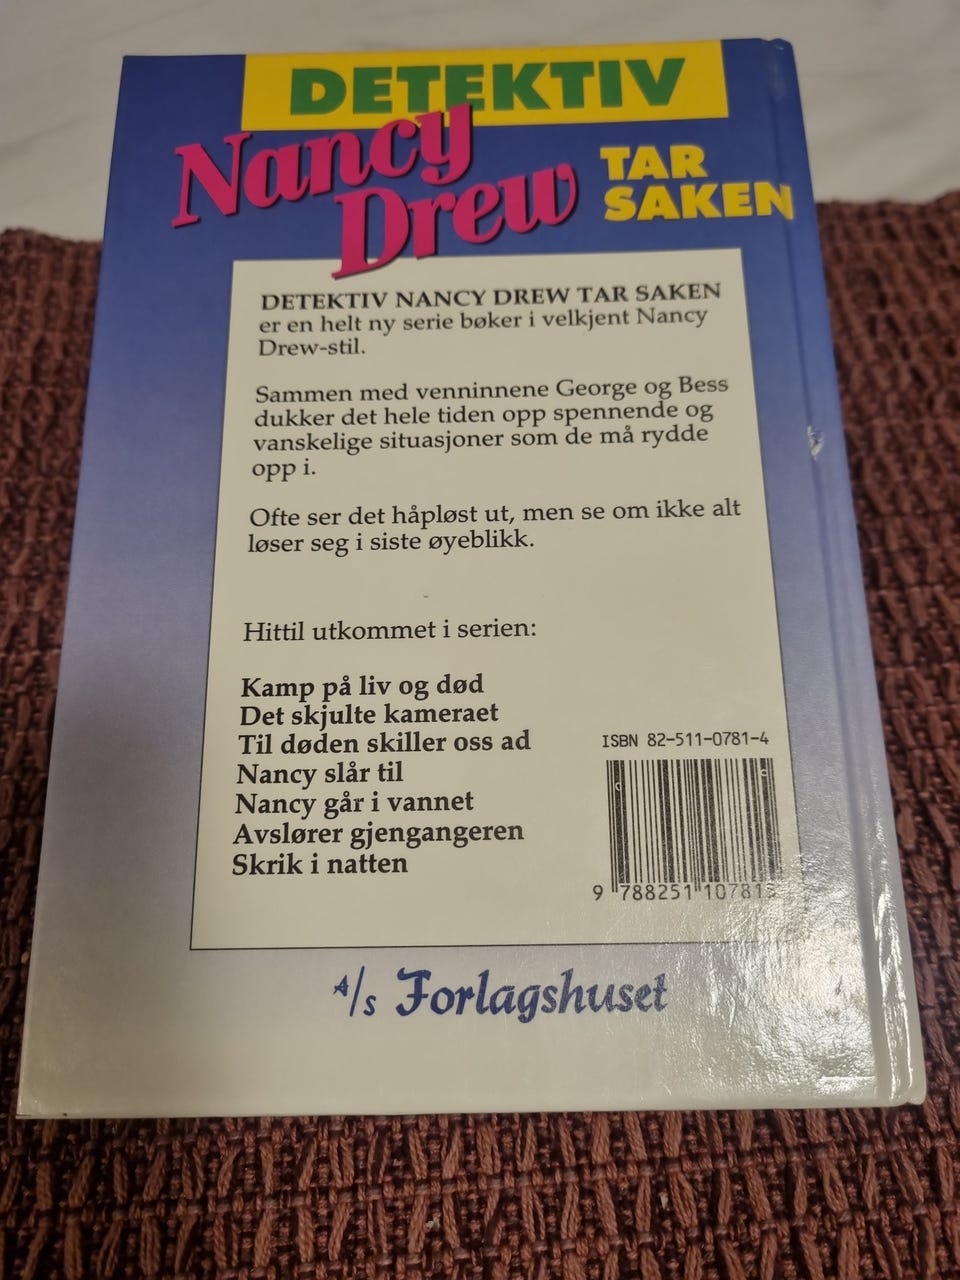 DETEKTIV
Nancy
Drew
TAR
SAKEN
DETEKTIV NANCY DREW TAR SAKEN
er en helt ny serie bøker i velkjent Nancy
Drew-stil.
Sammen med venninnene George og Bess
dukker det hele tiden opp spennende og
vanskelige situasjoner som de må rydde
opp i.
Ofte ser det håpløst ut, men se om ikke alt
løser seg i siste øyeblikk.
Hittil utkommet i serien:
Kamp på liv og død
Det skjulte kameraet
Til døden skiller oss ad
Nancy slår til
Nancy går i vannet
Avslører gjengangeren
Skrik i natten
ISBN 82-511-0781-4
9 788251 10781
A/S Forlagshuset